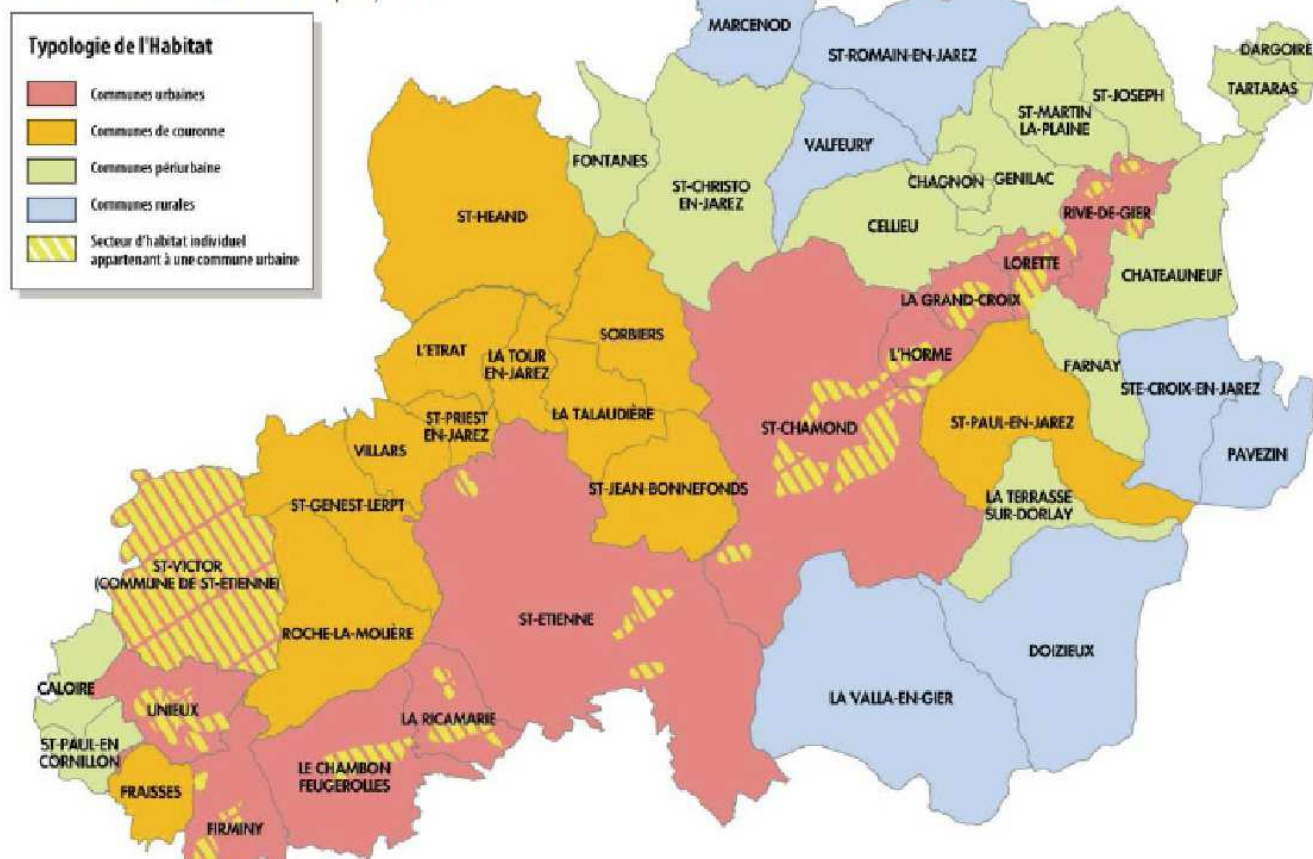 Typologie de l'Habitat
Communes urbaines
Communes de couronne
Communes périurbaine
Communes rurales
Secteur d'habitat individuel
appartenant à une commune urbaine
MARCENOD
ST-ROMAIN-EN-JAREZ
DARGOIRE
TARTARAS
ST-JOSEPH
ST-MARTIN
LA-PLAINE
VALFEURY
FONTANES
ST-CHRISTO
EN-JAREZ
CHAGNON
GENILAC
CELLIEU
RIVE-DE-GIER
ST-HEAND
LORETTE
CHATEAUNEUF
LA GRAND-CROIX
SORBIERS
L'ETRAT
LA TOUR
EN-JAREZ
L'HORME
FARNAY
STE-CROIX-EN-JAREZ
LA TALAUDIÈRE
ST-PRIEST
EN-JAREZ
ST-CHAMOND
ST-PAUL-EN-JAREZ
VILLARS
PAVEZIN
ST-JEAN-BONNEFONDS
ST-GENEST-LERPT
LA TERRASSE
SUR-DORLAY
ST-VICTOR
(COMMUNE DE ST-ETIENNE)
ST-ETIENNE
ROCHE-LA-MOLIÈRE
DOIZIEUX
CALOIRE
LA VALLA-EN-GIER
UNIEUX
LA RICAMARIE
ST-PAUL-EN
CORNILLON
LE CHAMBON
FEUGEROLLES
FRAISSES
FIRMINY